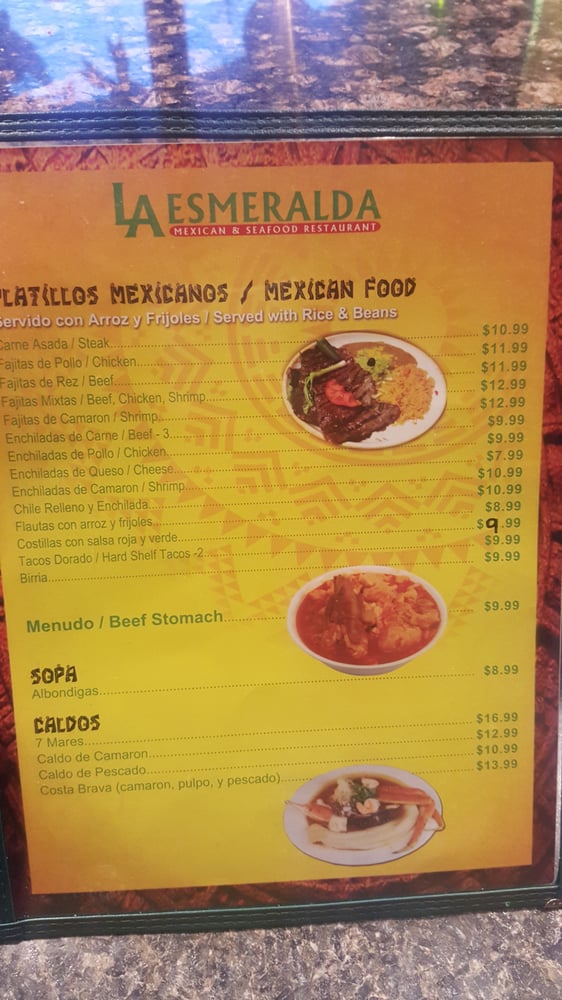 LA ESMERALDA
MEXICAN & SEAFOOD RESTAURANT
PLATILLOS MEXICANOS / MEXICAN FOOD
Servido con Arroz y Frijoles / Served with Rice & Beans
Carne Asada / Steak $10.99
Fajitas de Pollo / Chicken $11.99
Fajitas de Rez / Beef $11.99
Fajitas Mixtas / Beef, Chicken, Shrimp $12.99
Fajitas de Camaron / Shrimp $12.99
Enchiladas de Carne / Beef - 3 $9.99
Enchiladas de Pollo / Chicken $9.99
Enchiladas de Queso / Cheese $7.99
Enchiladas de Camaron / Shrimp $10.99
Chile Relleno y Enchilada $10.99
Flautas con arroz y frijoles $8.99
Costillas con salsa roja y verde $9.99
Tacos Dorado / Hard Shelf Tacos -2 $9.99
Birria $9.99
Menudo / Beef Stomach $9.99
SOPA
Albondigas $8.99
CALDOS
7 Mares $16.99
Caldo de Camaron $12.99
Caldo de Pescado $10.99
Costa Brava (camaron, pulpo, y pescado) $13.99